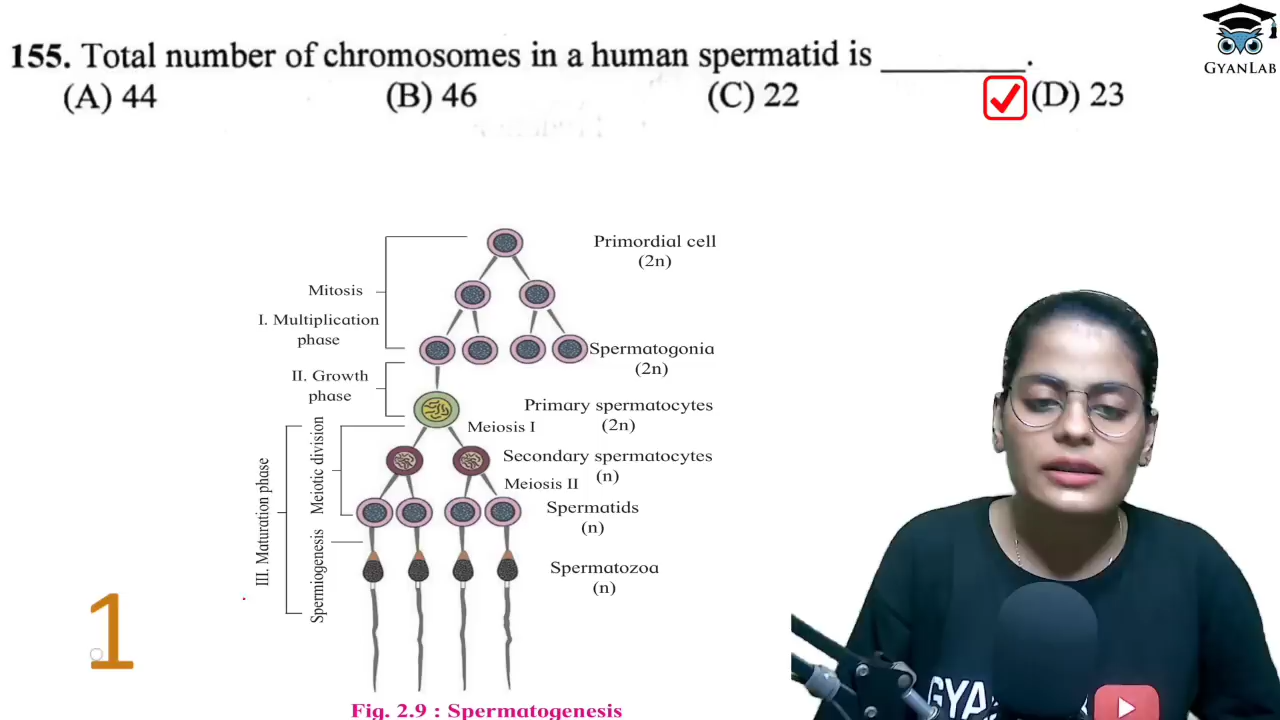 GYANLAB
155. Total number of chromosomes in a human spermatid is ________.
(A) 44 (B) 46 (C) 22 (D) 23
Primordial cell
(2n)
Mitosis
I. Multiplication
phase
Spermatogonia
(2n)
II. Growth
phase
Primary spermatocytes
(2n)
Meiosis I
Secondary spermatocytes
(n)
Meiosis II
Spermatids
(n)
Spermatozoa
(n)
III. Maturation phase
Meiotic division
Spermiogenesis
1
Fig. 2.9 : Spermatogenesis
GYA